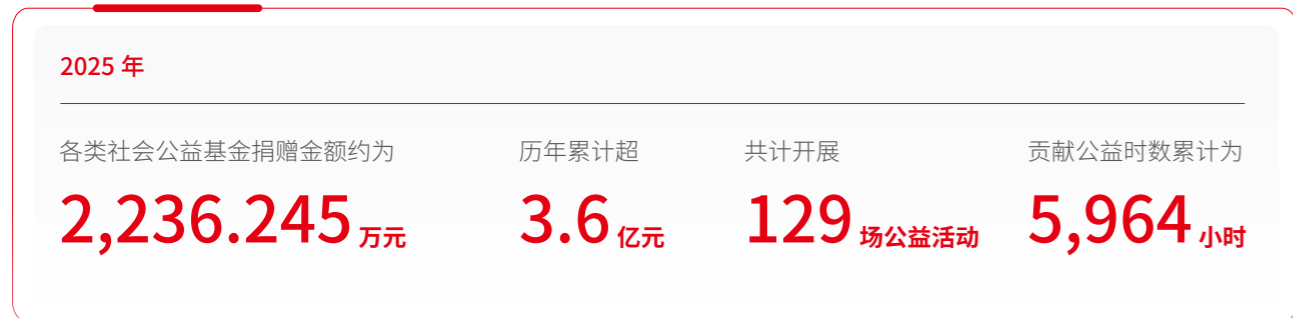 2025 年
各类社会公益基金捐赠金额约为
2,236.245 万元
历年累计超
3.6 亿元
共计开展
129 场公益活动
贡献公益时数累计为
5,964 小时